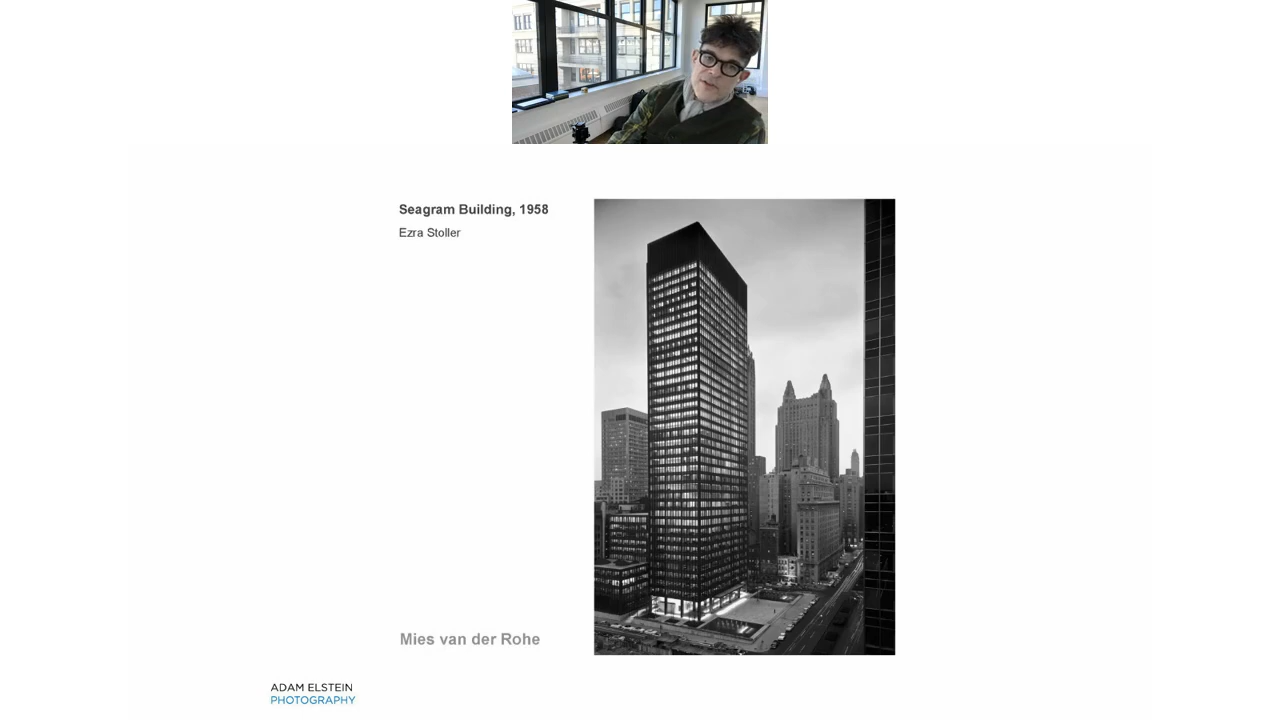 Seagram Building, 1958
Ezra Stoller
Mies van der Rohe
ADAM ELSTEIN
PHOTOGRAPHY